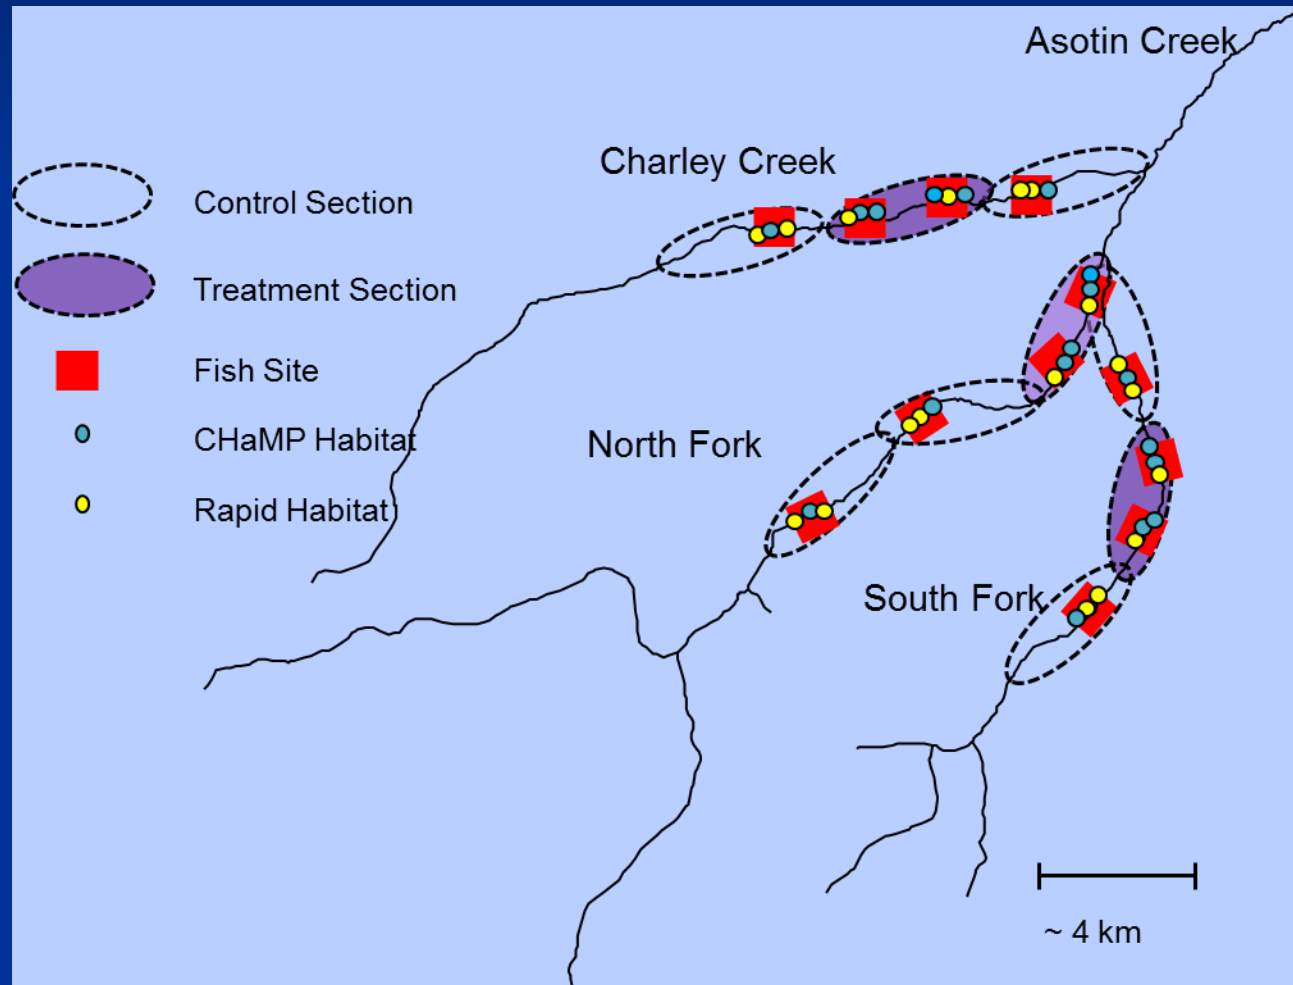 Asotin Creek
Charley Creek
Control Section
Treatment Section
Fish Site
CHaMP Habitat
North Fork
Rapid Habitat
South Fork
~ 4 km